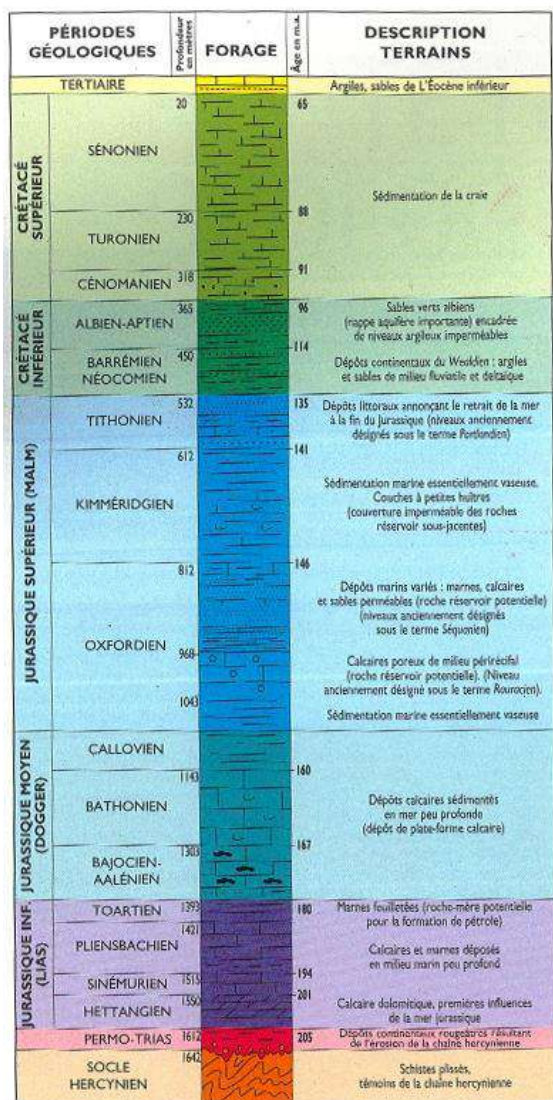 PÉRIODES
GÉOLOGIQUES
Profondeur
en mètres
FORAGE
Âge en m.a.
DESCRIPTION
TERRAINS
TERTIAIRE
Argiles, sables de L'Éocène inférieur
20
65
CRÉTACÉ
SUPÉRIEUR
SÉNONIEN
Sédimentation de la craie
230
88
TURONIEN
318
91
CÉNOMANIEN
365
96
CRÉTACÉ
INFÉRIEUR
ALBIEN-APTIEN
Sables verts albiens
(nappe aquifère importante) encadrée
de niveaux argileux imperméables
450
114
BARRÉMIEN
NÉOCOMIEN
Dépôts continentaux du Wealdien : argiles
et sables de milieu fluviatile et deltaïque
532
135
JURASSIQUE SUPÉRIEUR (MALM)
TITHONIEN
Dépôts littoraux annonçant le retrait de la mer
à la fin du Jurassique (niveaux anciennement
désignés sous le terme Portlandien)
612
141
KIMMÉRIDGIEN
Sédimentation marine essentiellement vaseuse.
Couches à petites huîtres
(couverture imperméable des roches
réservoir sous-jacentes)
812
146
OXFORDIEN
Dépôts marins variés : marnes, calcaires
et sables perméables (roche réservoir potentielle)
(niveaux anciennement désignés
sous le terme Séquanien)
968
Calcaires poreux de milieu périrécifal
(roche réservoir potentielle). (Niveau
anciennement désigné sous le terme Rauracien).
1043
Sédimentation marine essentiellement vaseuse
JURASSIQUE MOYEN
(DOGGER)
CALLOVIEN
1143
160
BATHONIEN
Dépôts calcaires sédimentés
en mer peu profonde
(dépôt de plate-forme calcaire)
1303
167
BAJOCIEN-
AALÉNIEN
JURASSIQUE INF.
(LIAS)
TOARTIEN
1393
180
Marnes feuilletées (roche-mère potentielle
pour la formation de pétrole)
1421
PLIENSBACHIEN
Calcaires et marnes déposés
en milieu marin peu profond
194
SINÉMURIEN
1515
201
1550
HETTANGIEN
Calcaire dolomitique, premières influences
de la mer jurassique
PERMO-TRIAS
1612
205
Dépôts continentaux rougeâtres résultant
de l'érosion de la chaîne hercynienne
1642
SOCLE
HERCYNIEN
Schistes plissés,
témoins de la chaîne hercynienne